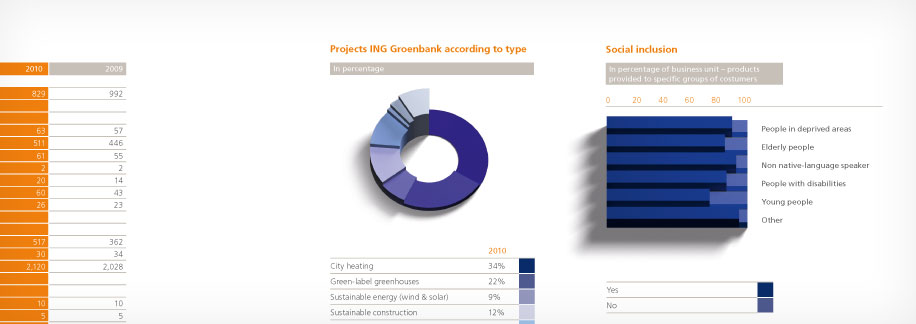 2010 2009
829 992
63 57
511 446
61 55
2 2
20 14
60 43
26 23
517 362
30 34
2,120 2,028
10 10
5 5
Projects ING Groenbank according to type
In percentage
2010
City heating 34%
Green-label greenhouses 22%
Sustainable energy (wind & solar) 9%
Sustainable construction 12%
Social inclusion
In percentage of business unit – products
provided to specific groups of costumers
0 20 40 60 80 100
People in deprived areas
Elderly people
Non native-language speaker
People with disabilities
Young people
Other
Yes
No